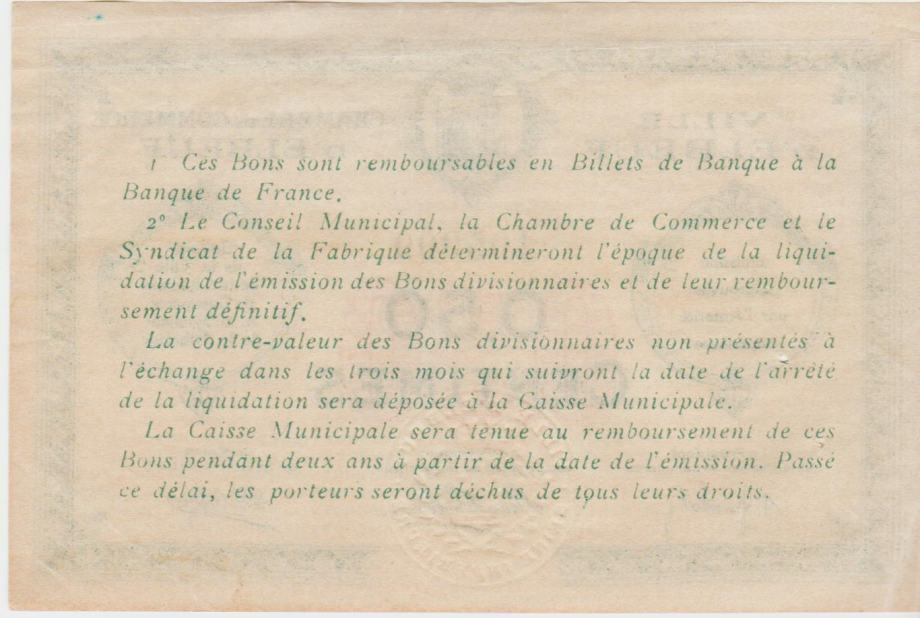 1 Ces Bons sont remboursables en Billets de Banque à la
Banque de France.
2° Le Conseil Municipal, la Chambre de Commerce et le
Syndicat de la Fabrique détermineront l'époque de la liqui-
dation de l'émission des Bons divisionnaires et de leur rembour-
sement définitif.
La contre-valeur des Bons divisionnaires non présentés à
l'échange dans les trois mois qui suivront la date de l'arrêté
de la liquidation sera déposée à la Caisse Municipale.
La Caisse Municipale sera tenue au remboursement de ces
Bons pendant deux ans à partir de la date de l'émission. Passé
ce délai, les porteurs seront déchus de tous leurs droits.